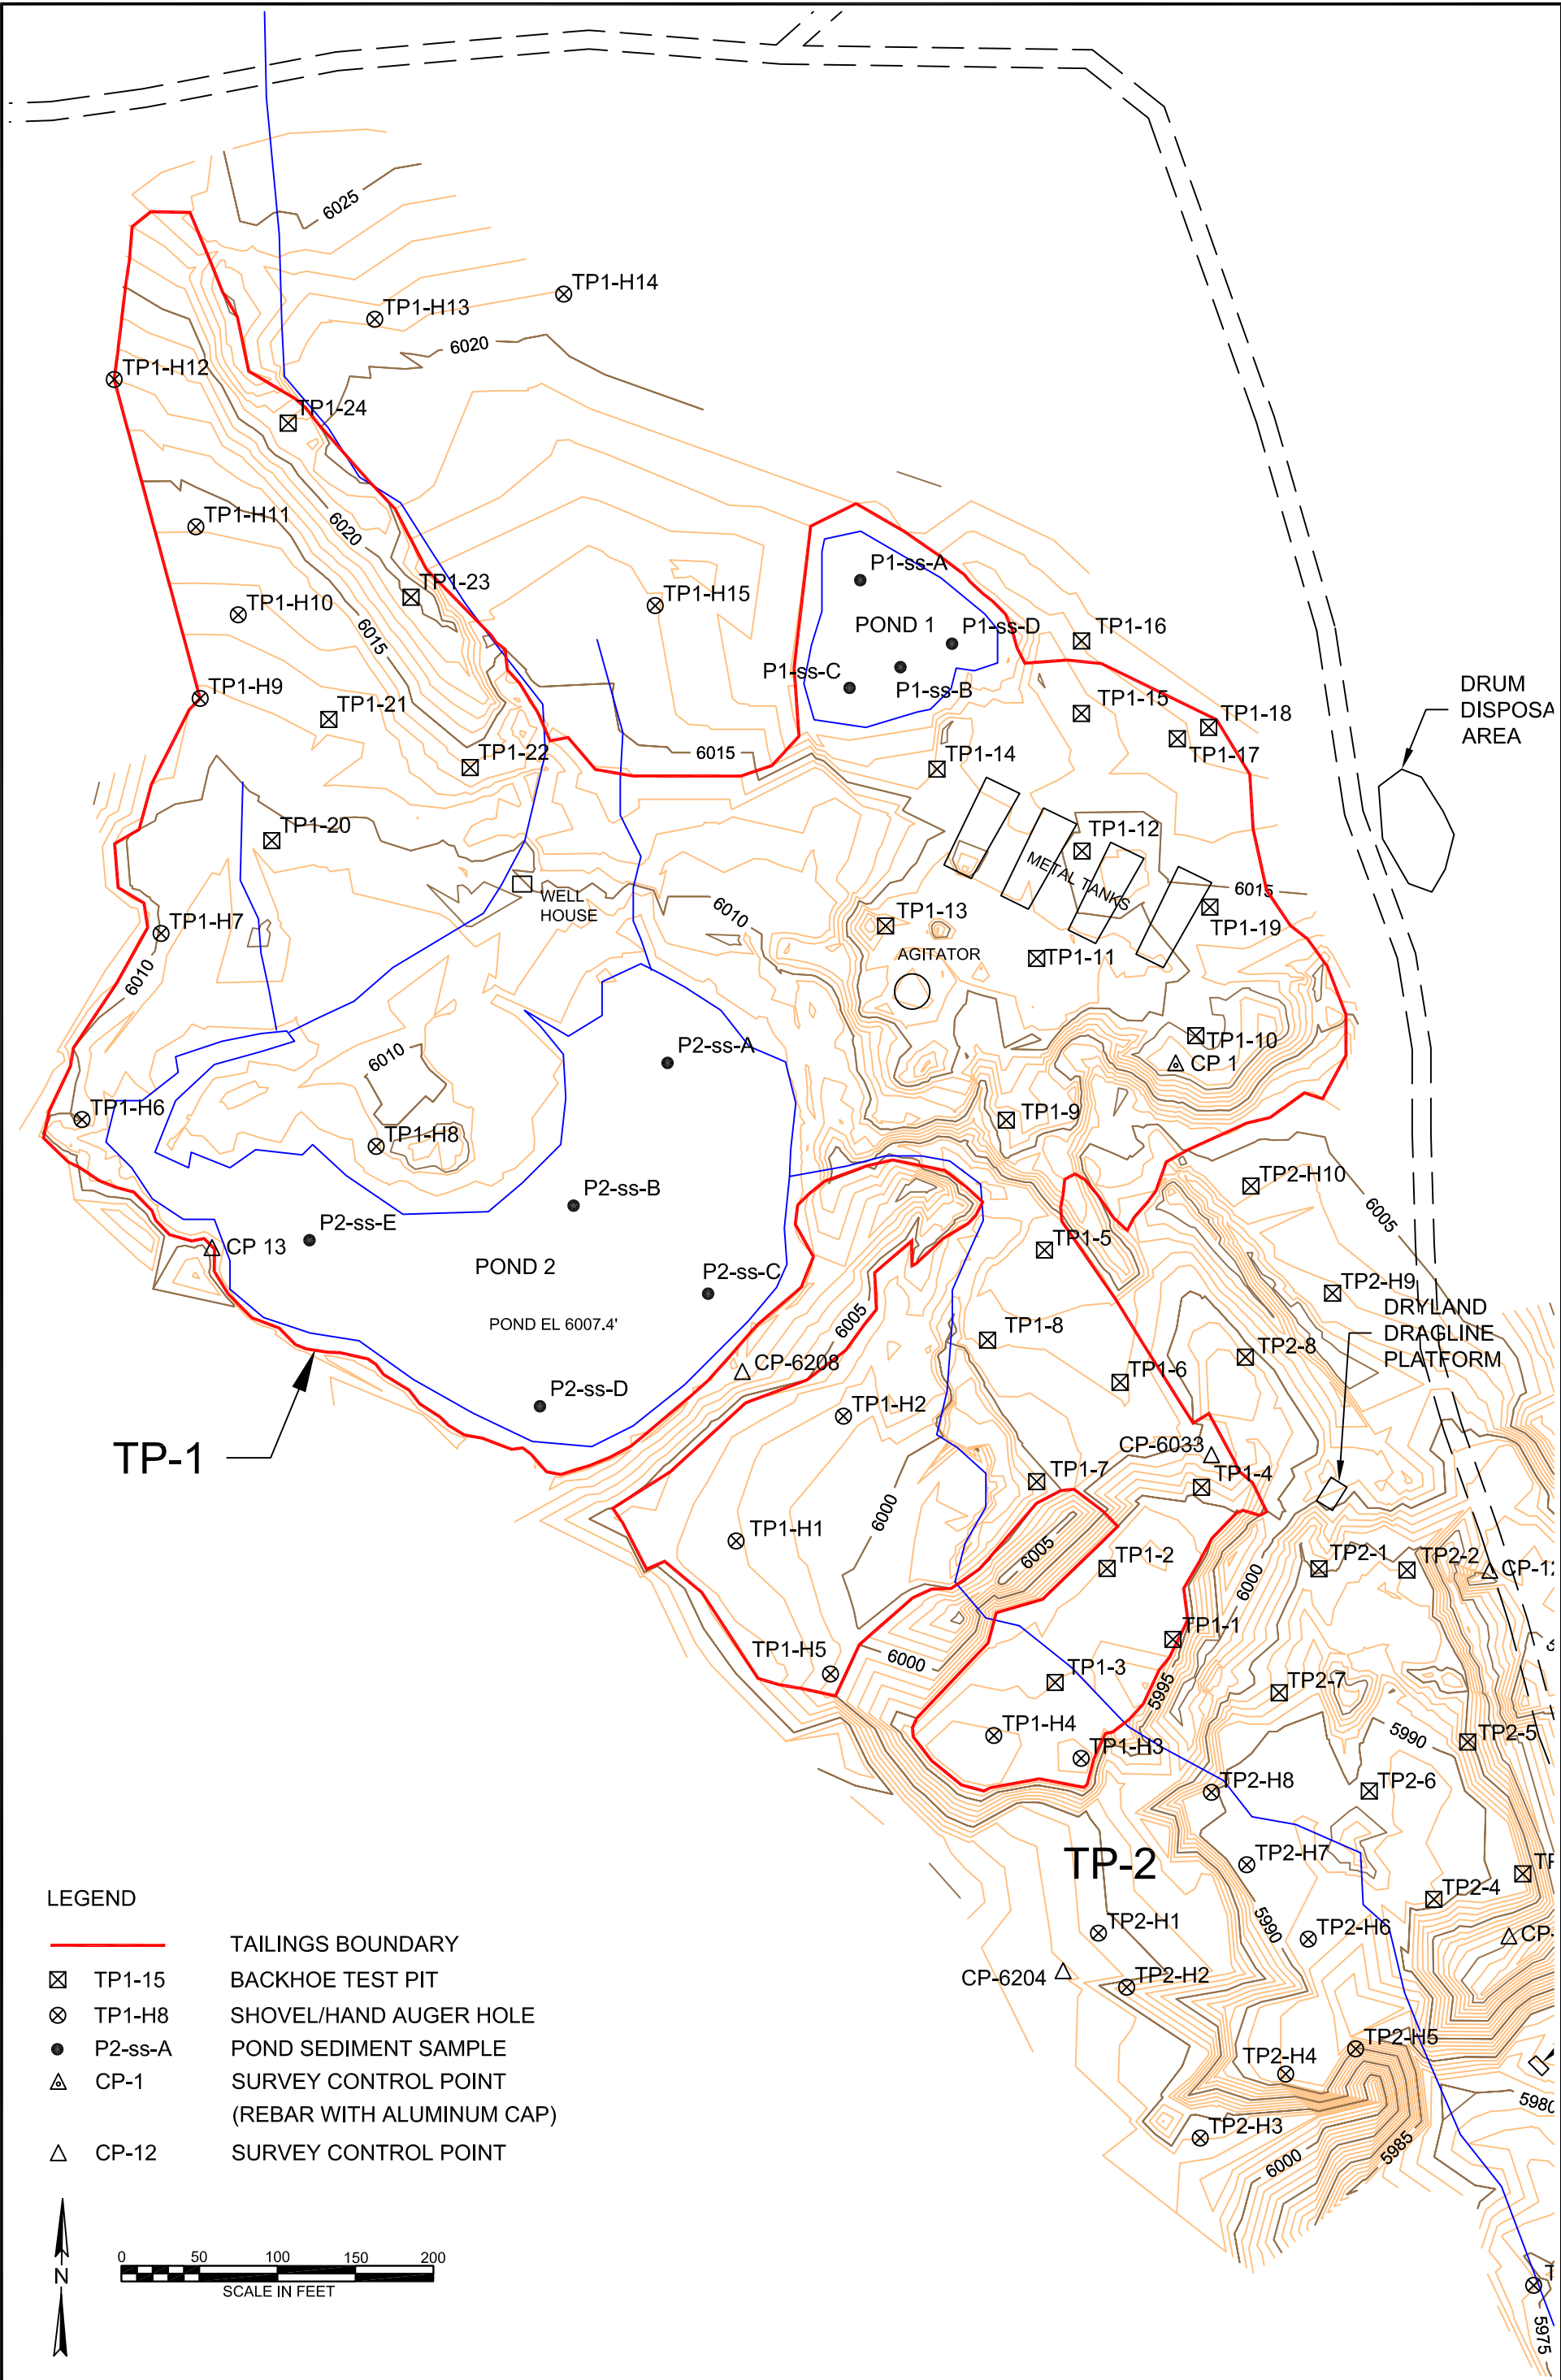 6025
TP1-H14
TP1-H13
6020
TP1-H12
TP1-24
TP1-H11
6020
TP1-23
P1-ss-A
TP1-H10
TP1-H15
6015
POND 1
P1-ss-D
TP1-16
P1-ss-C
P1-ss-B
TP1-H9
TP1-21
TP1-15
TP1-18
DRUM
DISPOSA
AREA
6015
TP1-17
TP1-22
TP1-14
TP1-20
TP1-12
METAL TANKS
6015
WELL
HOUSE
6010
TP1-13
TP1-19
TP1-H7
AGITATOR
TP1-11
6010
P2-ss-A
TP1-10
6010
CP 1
TP1-H6
TP1-9
TP1-H8
TP2-H10
P2-ss-B
6005
P2-ss-E
CP 13
TP1-5
POND 2
P2-ss-C
TP2-H9
DRYLAND
DRAGLINE
PLATFORM
POND EL 6007.4'
6005
TP1-8
TP2-8
CP-6208
TP1-6
P2-ss-D
TP1-H2
TP-1
CP-6033
TP1-7
TP1-4
6000
TP1-H1
6005
TP1-2
TP2-1
TP2-2
CP-12
6000
TP1-1
TP1-H5
6000
TP1-3
5995
TP2-7
TP1-H4
5990
TP2-5
TP1-H3
TP2-H8
TP2-6
TP-2
TP2-H7
TP
TP2-4
LEGEND
TP2-H1
5990
TP2-H6
CP-
TAILINGS BOUNDARY
CP-6204
TP2-H2
TP1-15 BACKHOE TEST PIT
TP1-H8 SHOVEL/HAND AUGER HOLE
P2-ss-A POND SEDIMENT SAMPLE
TP2-H5
TP2-H4
CP-1 SURVEY CONTROL POINT
(REBAR WITH ALUMINUM CAP)
5980
TP2-H3
CP-12 SURVEY CONTROL POINT
6000
5985
N
0 50 100 150 200
SCALE IN FEET
T
5975